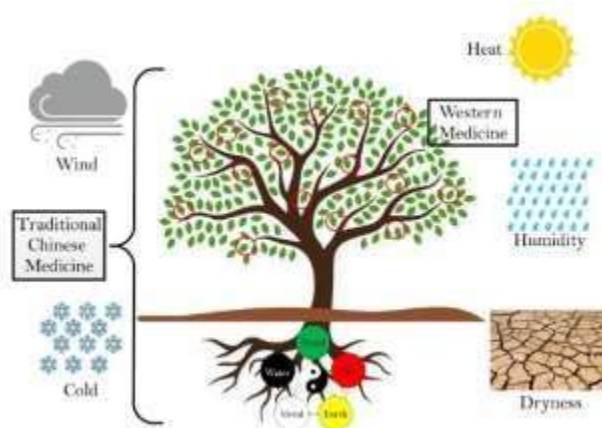 Heat
Western
Medicine
Wind
Traditional
Chinese
Medicine
Humidity
Cold
Water
Earth
Dryness